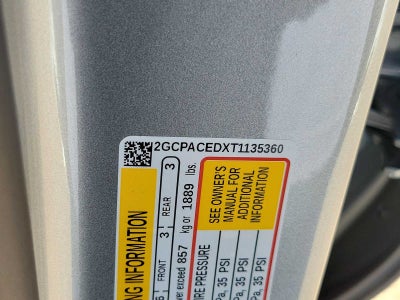 2GCPACEDXT1135360
NG INFORMATION
FRONT 3 REAR 3
ver exceed 857 kg or 1889 lbs.
IRE PRESSURE
Pa, 35 PSI
Pa, 35 PSI
Pa, 35 PSI
SEE OWNER'S
MANUAL FOR
ADDITIONAL
INFORMATION